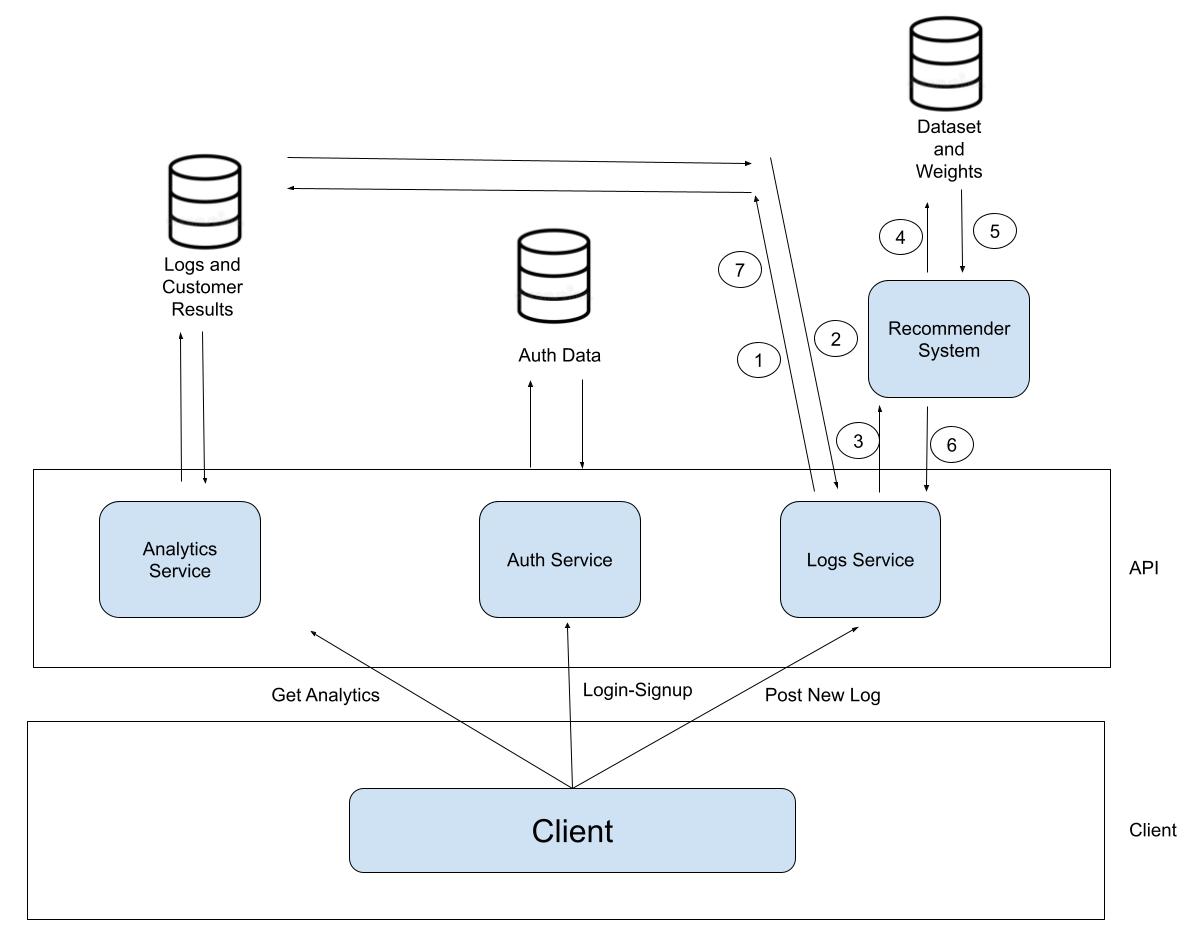 Dataset
and
Weights
Logs and
Customer
Results
4
5
7
Auth Data
1
2
Recommender
System
3
6
Analytics
Service
Auth Service
Logs Service
API
Get Analytics
Login-Signup
Post New Log
Client
Client